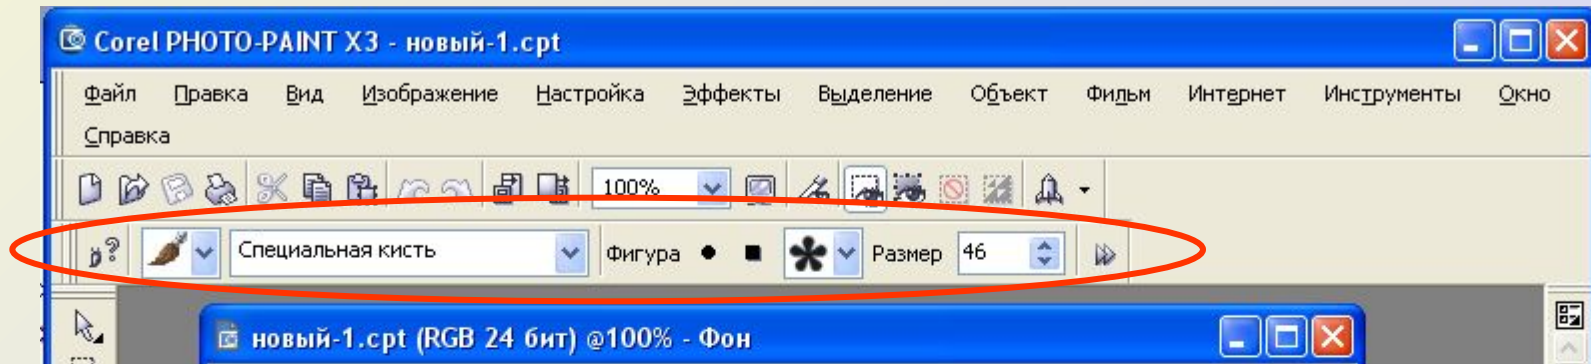 Corel PHOTO-PAINT X3 - новый-1.cpt
Файл Правка Вид Изображение Настройка Эффекты Выделение Объект Фильм Интернет Инструменты Окно
Справка
100%
Специальная кисть Фигура Размер 46
новый-1.cpt (RGB 24 бит) @100% - Фон